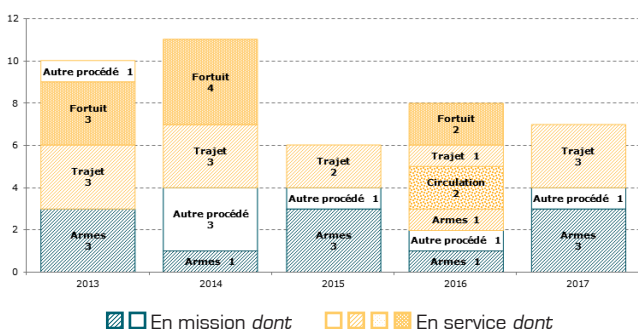 12
10
8
6
4
2
0
Autre procédé 1
Fortuit
3
Trajet
3
Armes
3
Fortuit
4
Trajet
3
Autre procédé
3
Armes 1
Trajet
2
Autre procédé 1
Armes
3
Fortuit
2
Trajet 1
Circulation
2
Armes 1
Autre procédé 1
Armes 1
Trajet
3
Autre procédé 1
Armes
3
2013 2014 2015 2016 2017
En mission dont En service dont